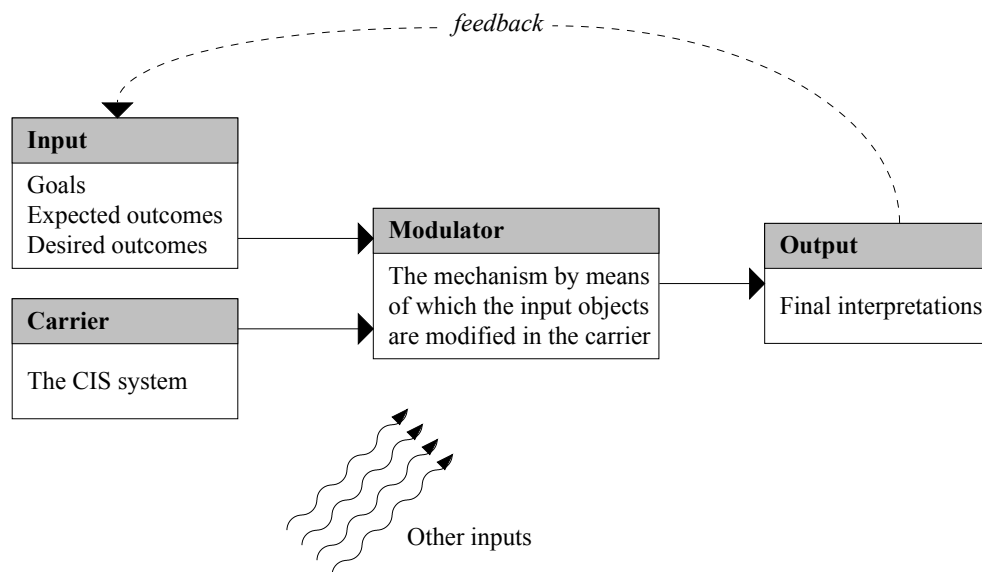 feedback
Input
Goals
Expected outcomes
Desired outcomes
Modulator
The mechanism by means
of which the input objects
are modified in the carrier
Output
Final interpretations
Carrier
The CIS system
Other inputs